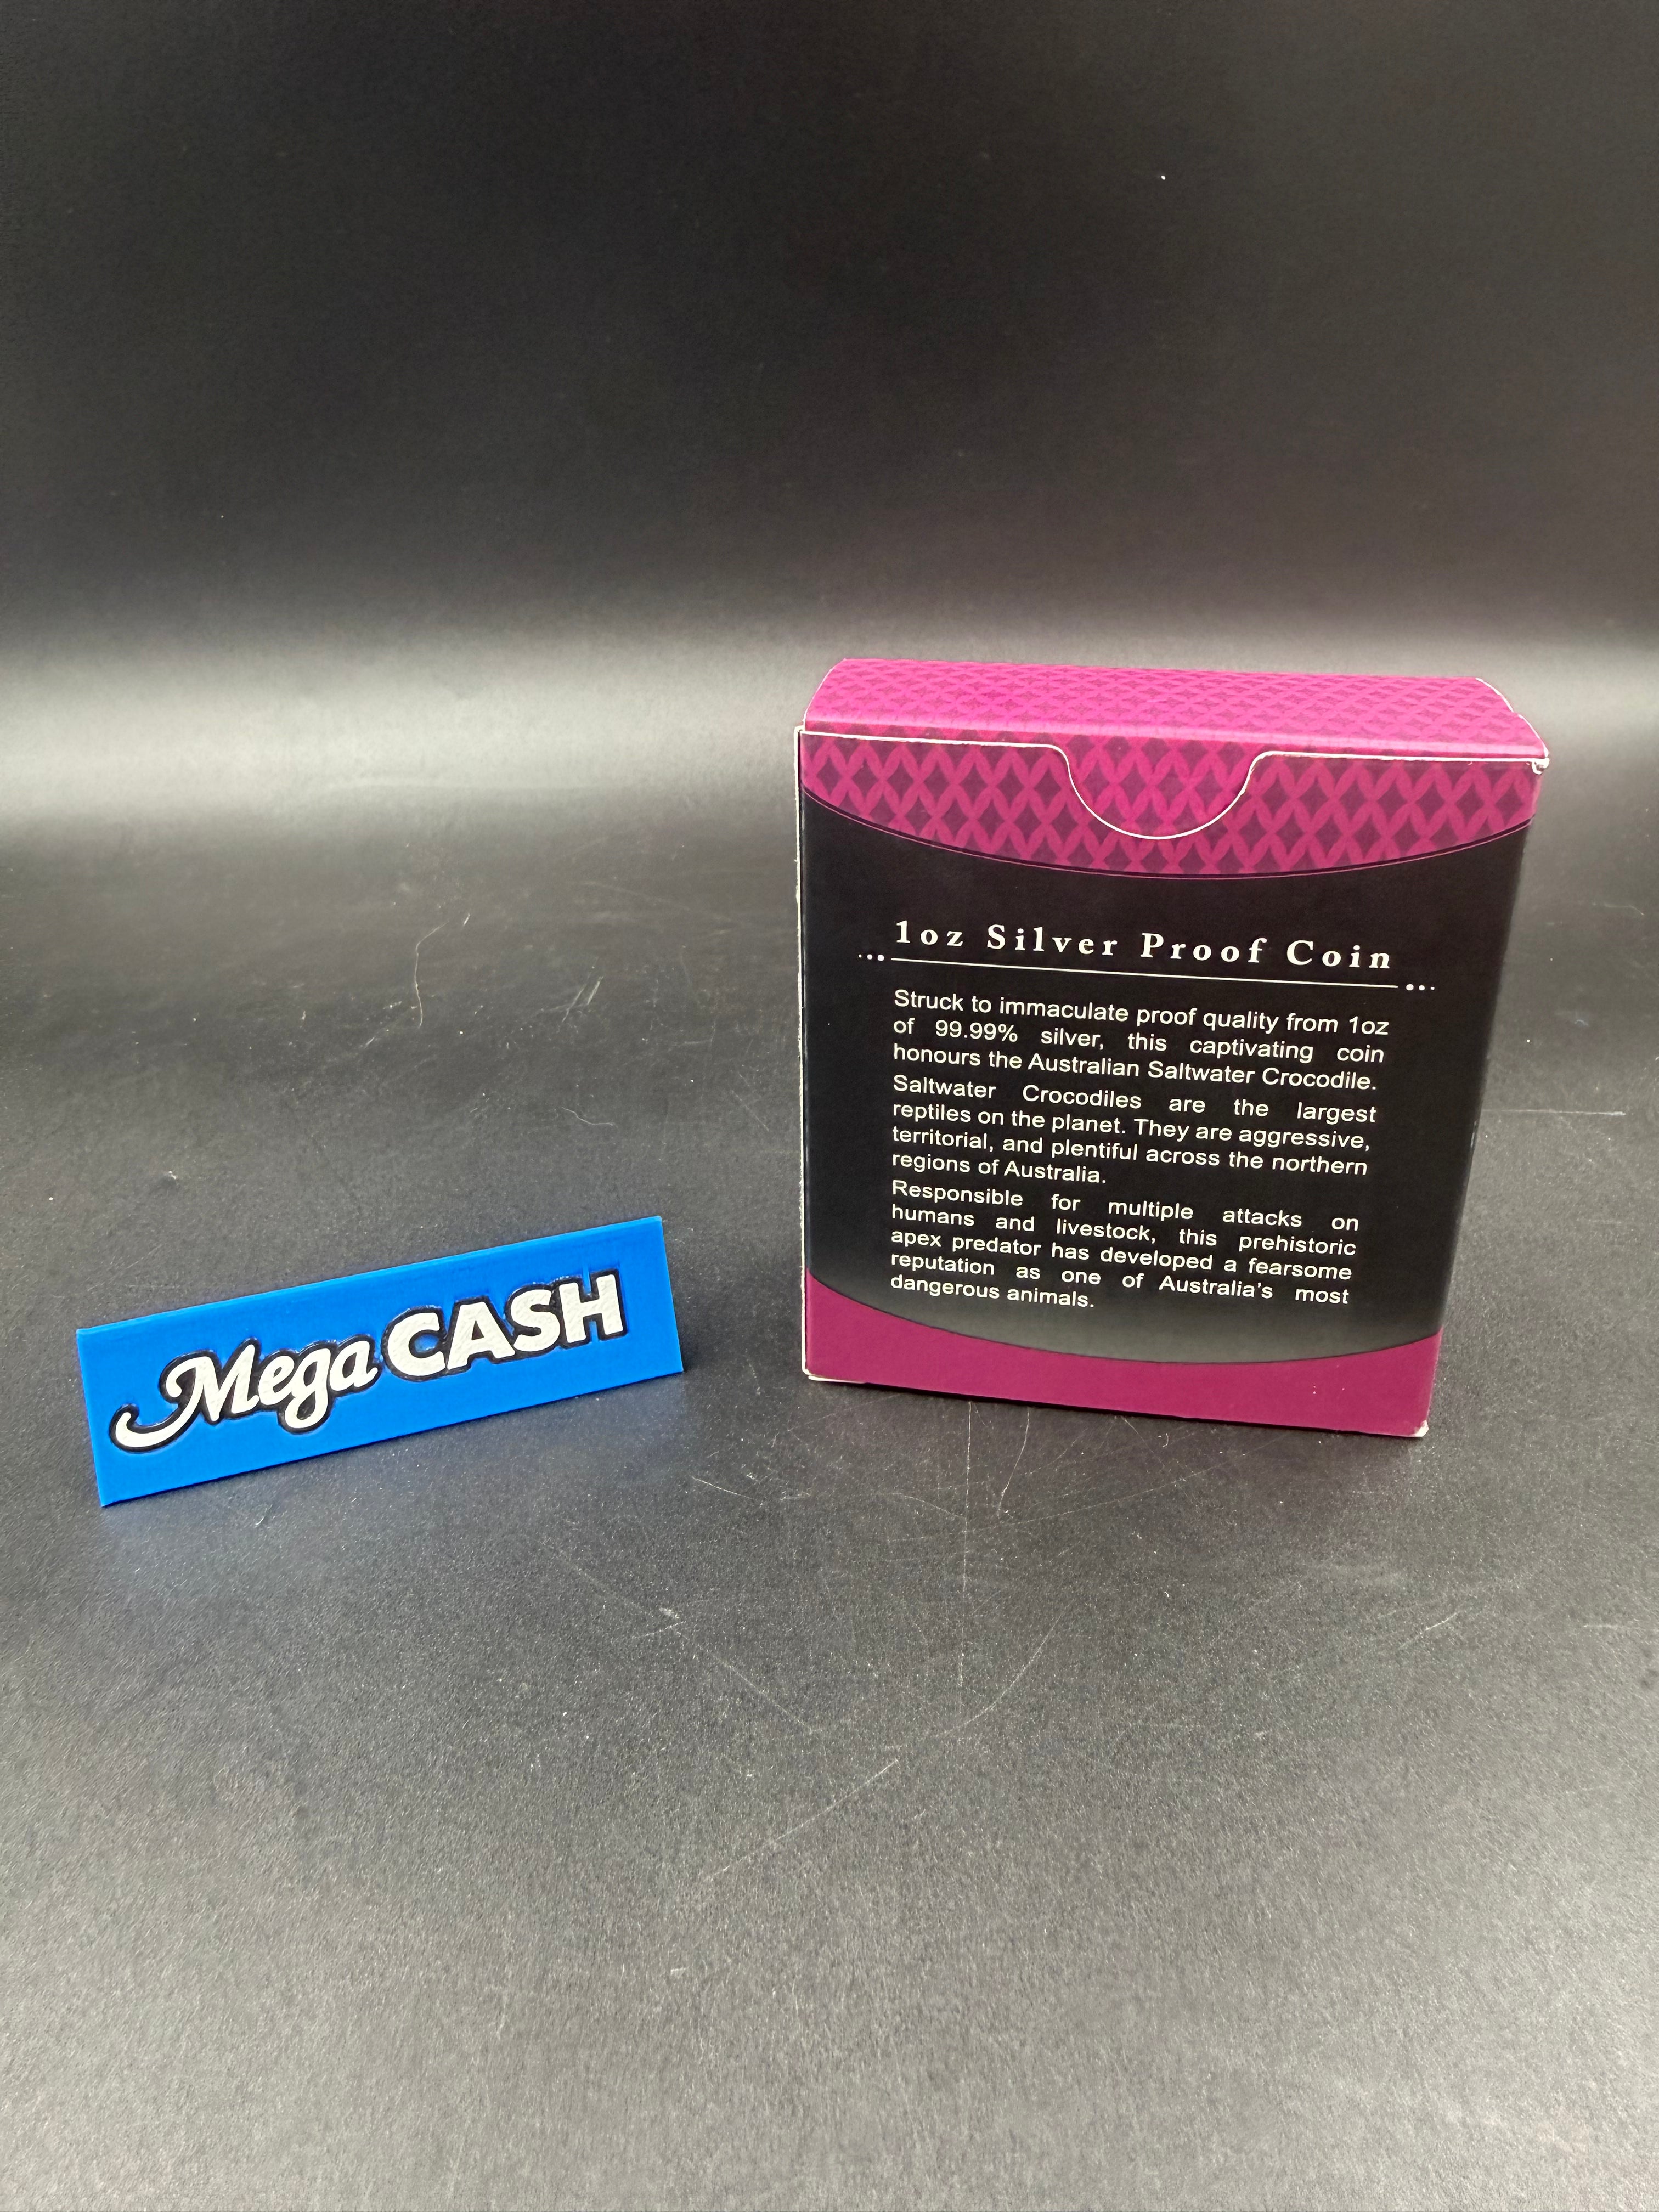 1oz Silver Proof Coin
Struck to immaculate proof quality from 1oz
of 99.99% silver, this captivating coin
honours the Australian Saltwater Crocodile.
Saltwater Crocodiles are the largest
reptiles on the planet. They are aggressive,
territorial, and plentiful across the northern
regions of Australia.
Responsible for multiple attacks on
humans and livestock, this prehistoric
apex predator has developed a fearsome
reputation as one of Australia's most
dangerous animals.
Mega CASH